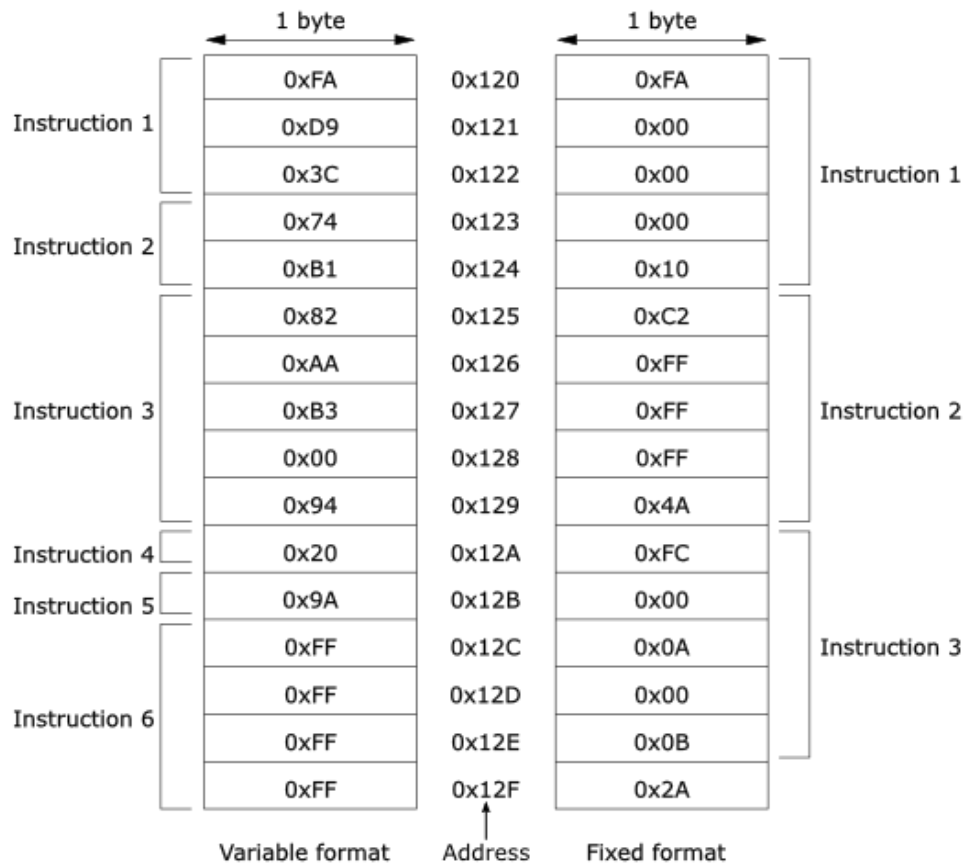 1 byte 1 byte
0xFA 0x120 0xFA
Instruction 1 0xD9 0x121 0x00
0x3C 0x122 0x00 Instruction 1
0x74 0x123 0x00
Instruction 2
0xB1 0x124 0x10
0x82 0x125 0xC2
0xAA 0x126 0xFF
Instruction 3 0xB3 0x127 0xFF Instruction 2
0x00 0x128 0xFF
0x94 0x129 0x4A
Instruction 4 0x20 0x12A 0xFC
Instruction 5 0x9A 0x12B 0x00
0xFF 0x12C 0x0A Instruction 3
Instruction 6 0xFF 0x12D 0x00
0xFF 0x12E 0x0B
0xFF 0x12F 0x2A
Variable format Address Fixed format